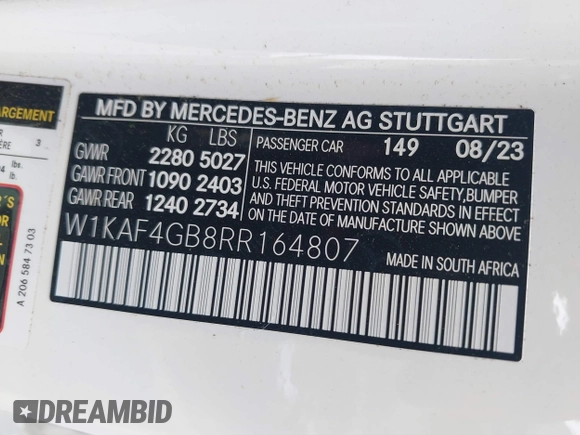 ARGEMENT
3
lbs.
A 206 584 73 03
MFD BY MERCEDES-BENZ AG STUTTGART
KG LBS
GVWR 2280 5027
GAWR FRONT 1090 2403
GAWR REAR 1240 2734
PASSENGER CAR 149 08/23
THIS VEHICLE CONFORMS TO ALL APPLICABLE
U.S. FEDERAL MOTOR VEHICLE SAFETY, BUMPER
AND THEFT PREVENTION STANDARDS IN EFFECT
ON THE DATE OF MANUFACTURE SHOWN ABOVE.
W1KAF4GB8RR164807
MADE IN SOUTH AFRICA
DREAMBID